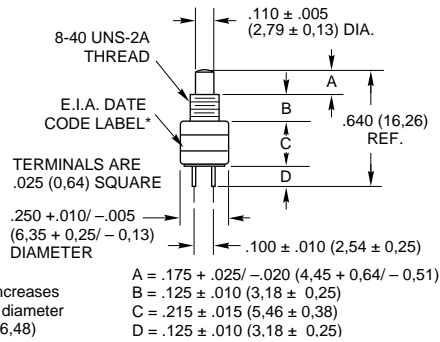 .110 ± .005
(2,79 ± 0,13) DIA.
8-40 UNS-2A
THREAD
A
B
E.I.A. DATE
CODE LABEL*
.640 (16,26)
REF.
C
TERMINALS ARE
.025 (0,64) SQUARE
D
.250 +.010/ –.005
(6,35 + 0,25/ – 0,13)
DIAMETER
.100 ± .010 (2,54 ± 0,25)
A = .175 + .025/ –.020 (4,45 + 0,64/ – 0,51)
ncreases
B = .125 ± .010 (3,18 ± 0,25)
diameter
C = .215 ± .015 (5,46 ± 0,38)
6,48)
D = .125 ± .010 (3,18 ± 0,25)